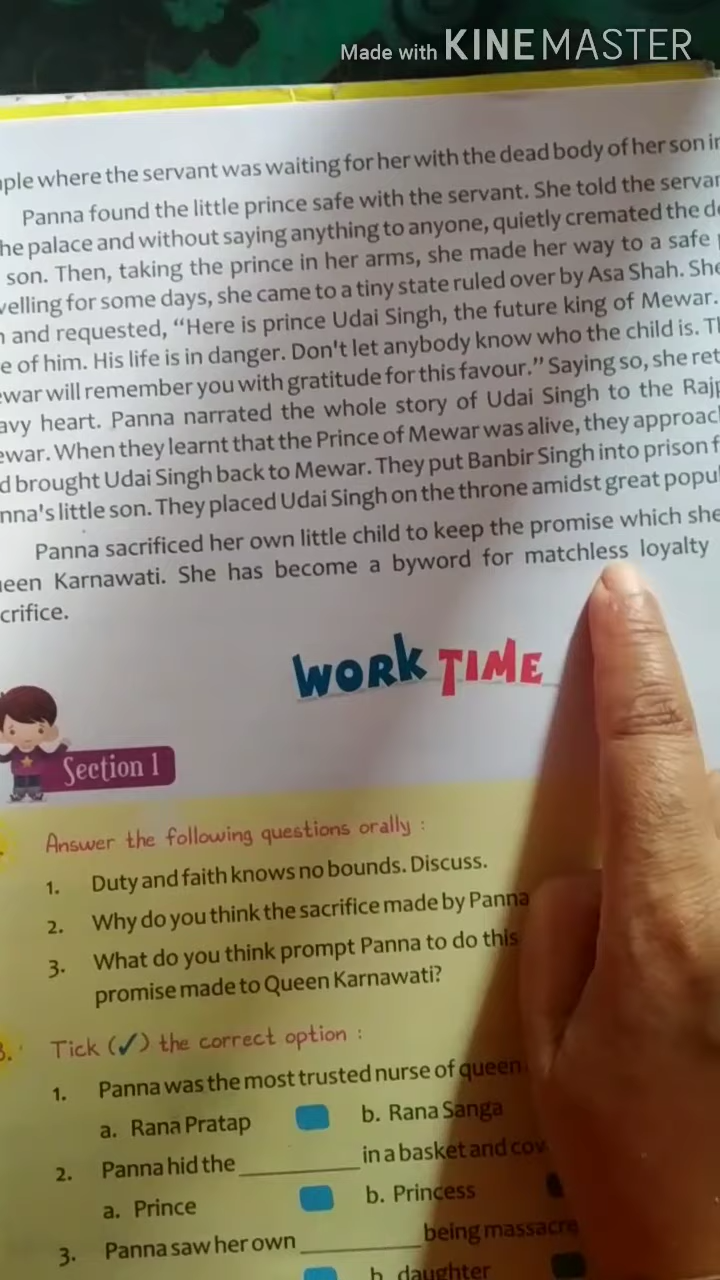 Made with KINEMASTER
where the servant was waiting for her with the dead body of her son
Panna found the little prince safe with the servant. She told the
he palace and without saying anything to anyone, quietly cremated the
son. Then, taking the prince in her arms, she made her way to a safe
velling for some days, she came to a tiny state ruled over by Asa Shah. She
and requested, “Here is prince Udai Singh, the future king of Mewar.
e of him. His life is in danger. Don't let anybody know who the child is.
ewar will remember you with gratitude for this favour.” Saying so, she
avy heart. Panna narrated the whole story of Udai Singh to the
ewar. When they learnt that the Prince of Mewar was alive, they
d brought Udai Singh back to Mewar. They put Banbir Singh into prison
nna's little son. They placed Udai Singh on the throne amidst great
Panna sacrificed her own little child to keep the promise which she
een Karnawati. She has become a byword for matchless loyalty
crifice.
WORK TIME
Section 1
Answer the following questions orally :
1. Duty and faith knows no bounds. Discuss.
2. Why do you think the sacrifice made by Panna
3. What do you think prompt Panna to do this
promise made to Queen Karnawati?
B. Tick (✓) the correct option :
1. Panna was the most trusted nurse of queen
a. Rana Pratap b. Rana Sanga
2. Panna hid the __________ in a basket and cov
a. Prince b. Princess
3. Panna saw her own __________ being massacre
b. daughter